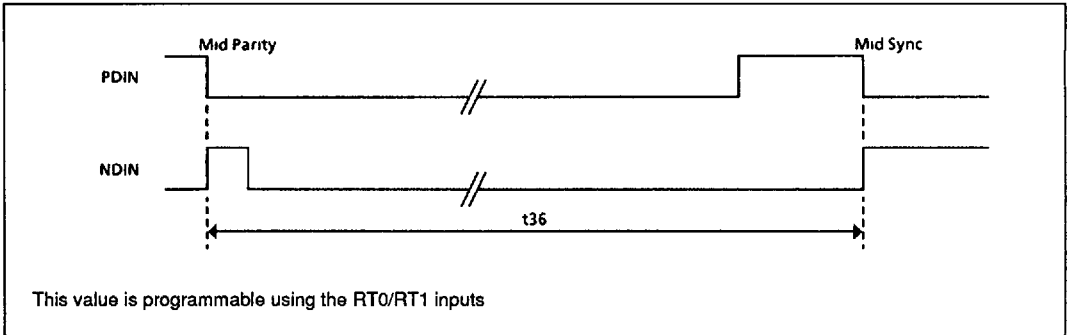 Mid Parity
Mid Sync
PDIN
NDIN
t36
This value is programmable using the RT0/RT1 inputs